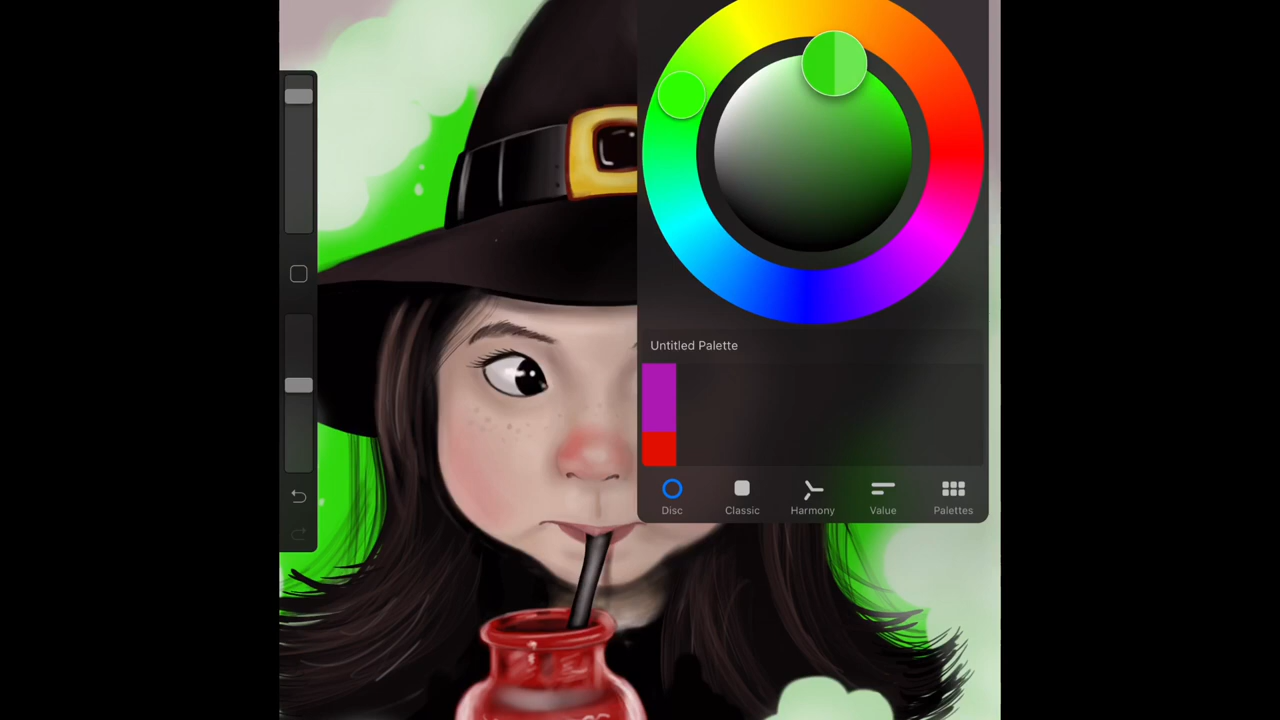 Untitled Palette
Disc
Classic
Harmony
Value
Palettes